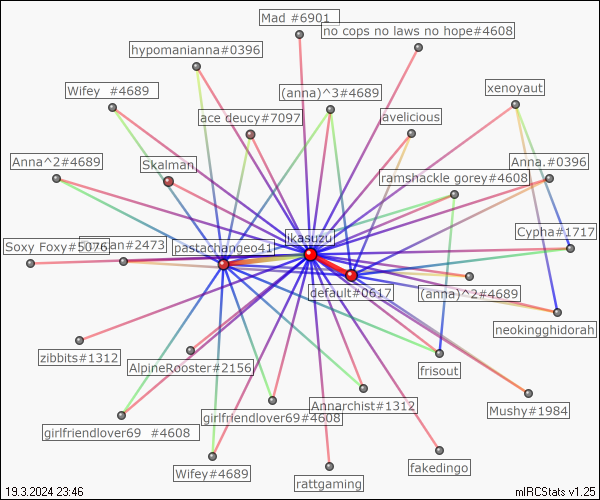 Mad #6901
no cops no laws no hope#4608
hypomanianna#0396
Wifey  #4689
(anna)^3#4689
xenoyaut
ace deucy#7097
avelicious
Anna^2#4689
Skalman
ramshackle gorey#4608
Anna.#0396
ikasuzu
Cypha#1717
Soxy Foxy#5076
an#2473
pastachangeo41
default#0617
(anna)^2#4689
neokingghidorah
zibbits#1312
AlpineRooster#2156
frisout
Annarchist#1312
Mushy#1984
girlfriendlover69#4608
girlfriendlover69  #4608
Wifey#4689
rattgaming
fakedingo
19.3.2024 23:46
mIRCStats v1.25